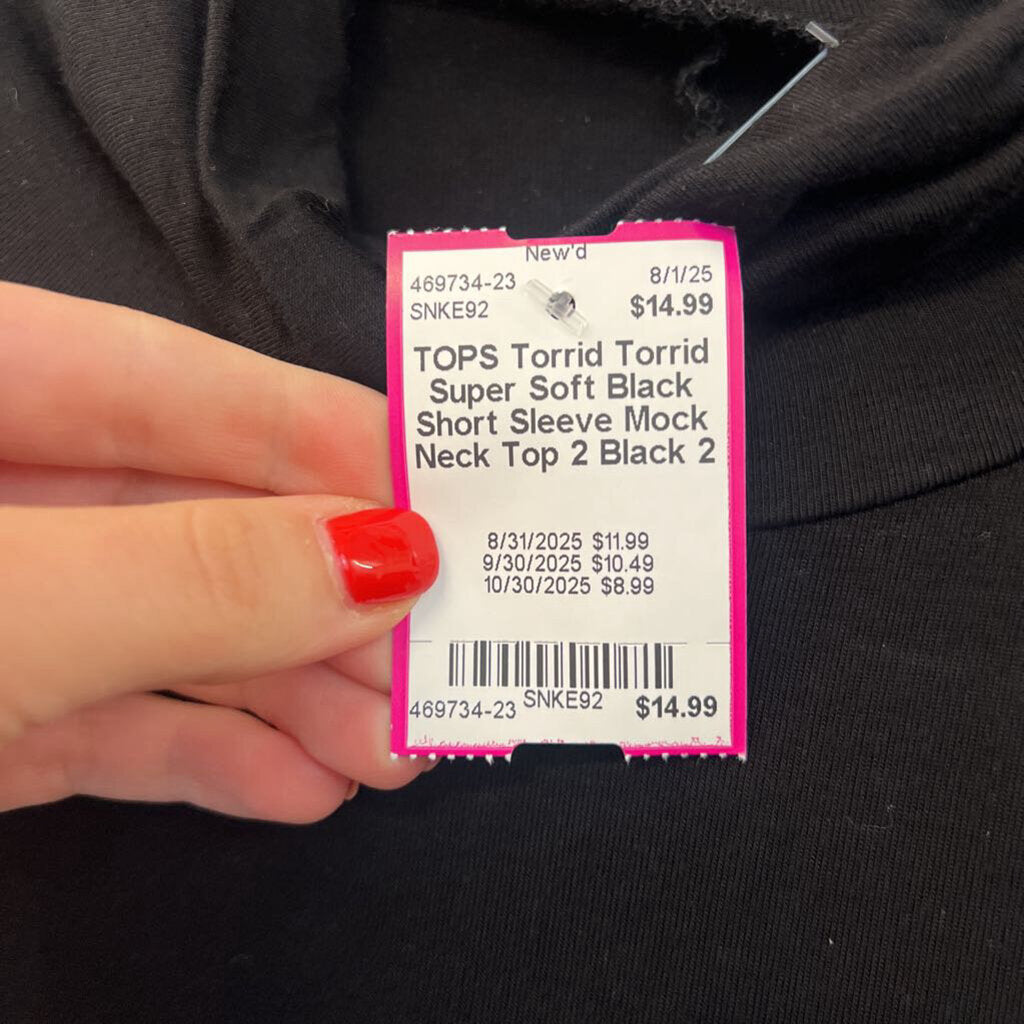 New'd
469734-23 8/1/25
SNKE92 $14.99
TOPS Torrid Torrid
Super Soft Black
Short Sleeve Mock
Neck Top 2 Black 2
8/31/2025 $11.99
9/30/2025 $10.49
10/30/2025 $8.99
469734-23 SNKE92 $14.99